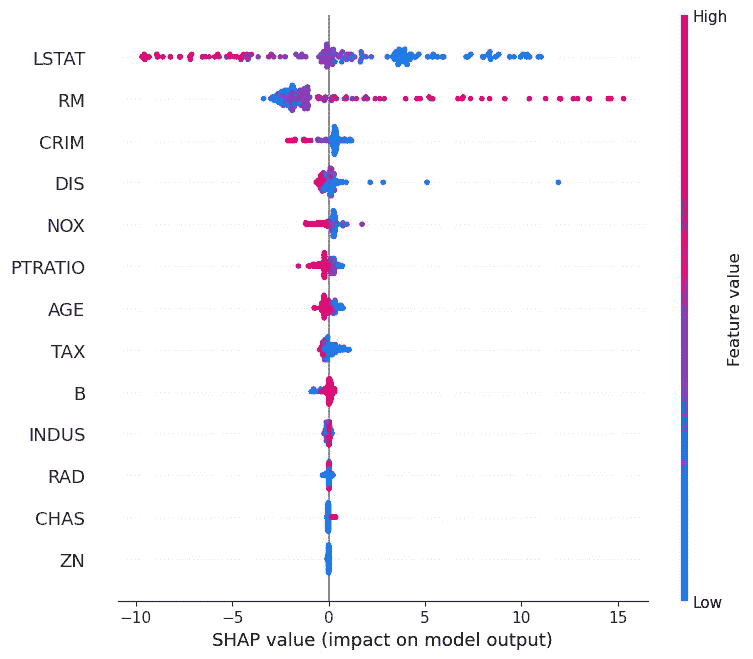 High
LSTAT
RM
CRIM
DIS
NOX
PTRATIO
AGE
TAX
B
INDUS
RAD
CHAS
ZN
Feature value
Low
−10 −5 0 5 10 15
SHAP value (impact on model output)